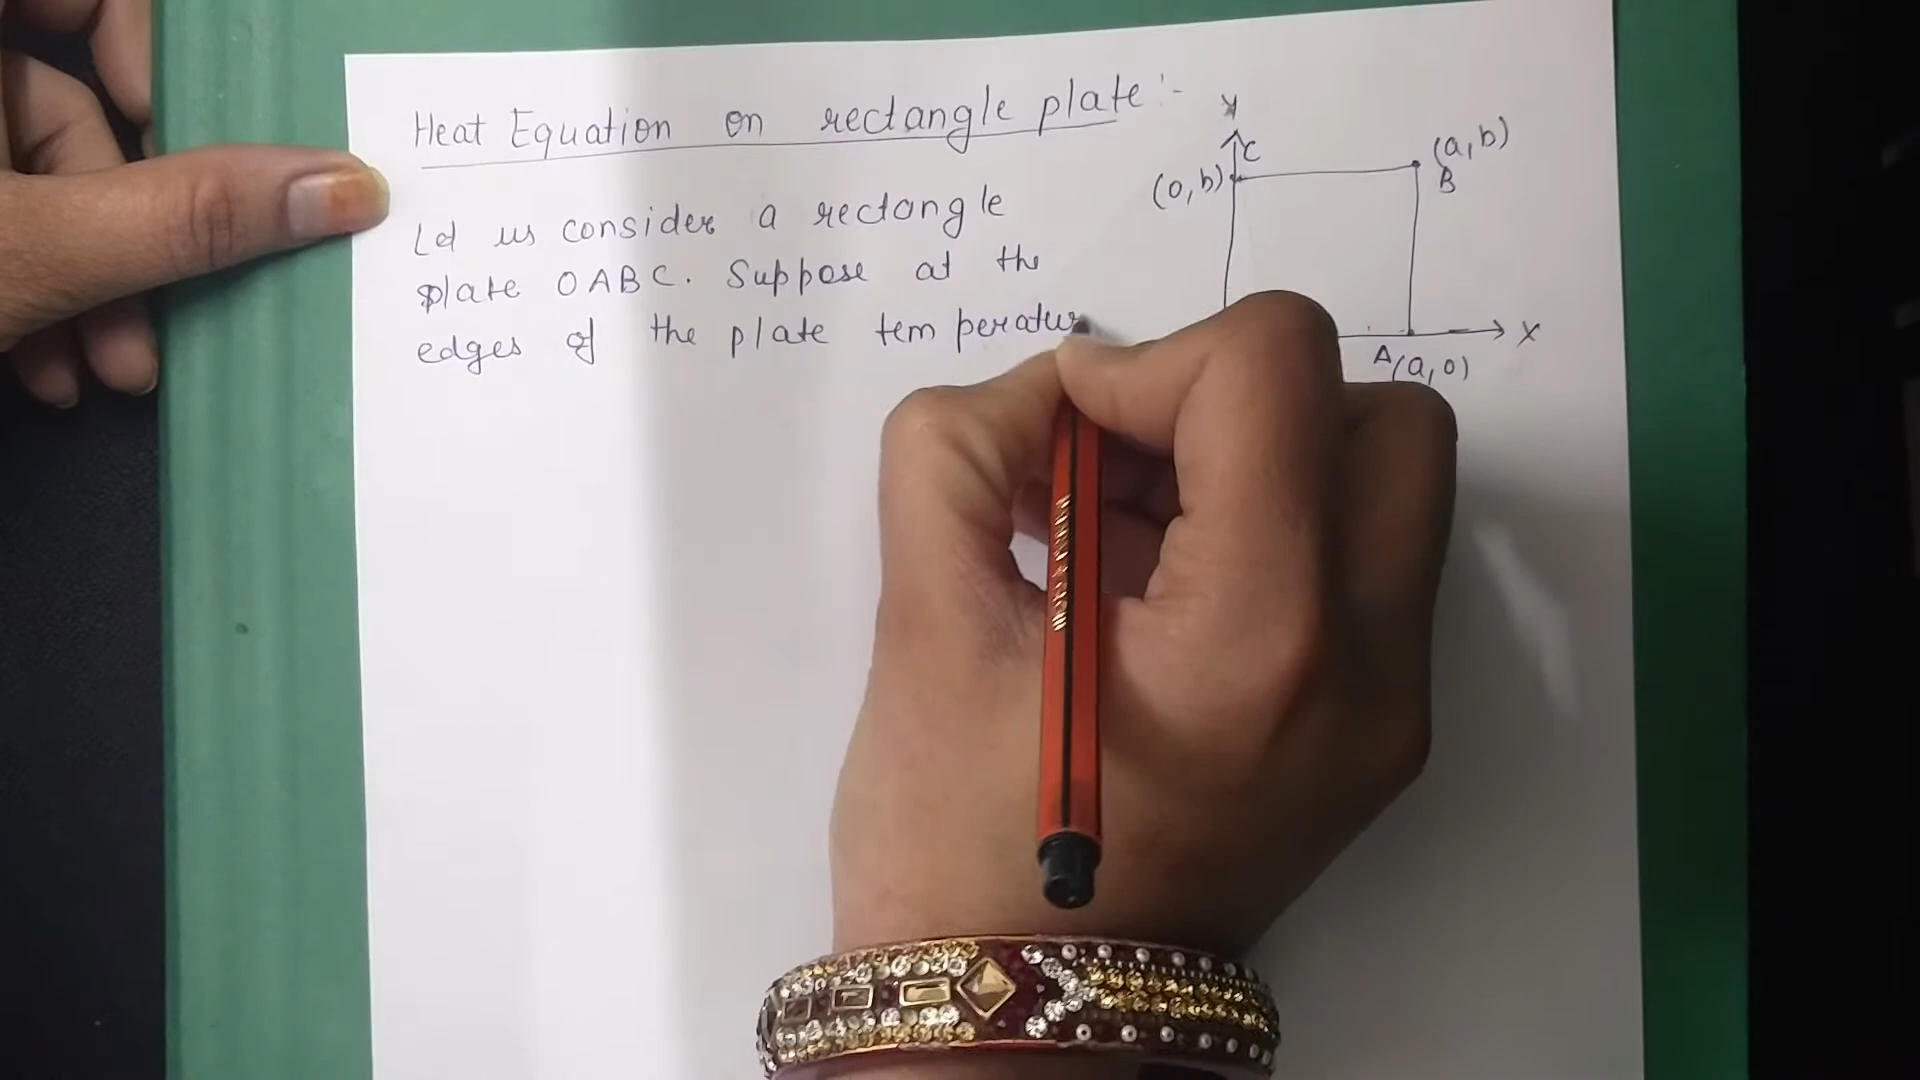 Heat Equation on rectangle plate :-
Let us consider a rectangle
plate OABC. Suppose at the
edges of the plate temperatur
Y
C
(0,b)
(a,b)
B
X
A(a,0)